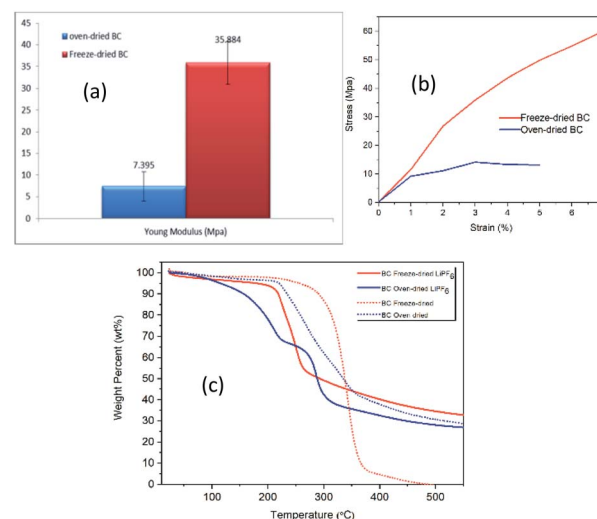 45
40
35
30
25
20
15
10
5
0
oven-dried BC
Freeze-dried BC
(a)
35.884
7.395
Young Modulus (Mpa)
Stress (Mpa)
60
50
40
30
20
10
0
(b)
Freeze-dried BC
Oven-dried BC
0 1 2 3 4 5 6
Strain (%)
Weight Percent (wt%)
100
90
80
70
60
50
40
30
20
10
0
BC Freeze-dried LiPF6
BC Oven-dried LiPF6
BC Freeze-dried
BC Oven dried
(c)
100 200 300 400 500
Temperature (°C)